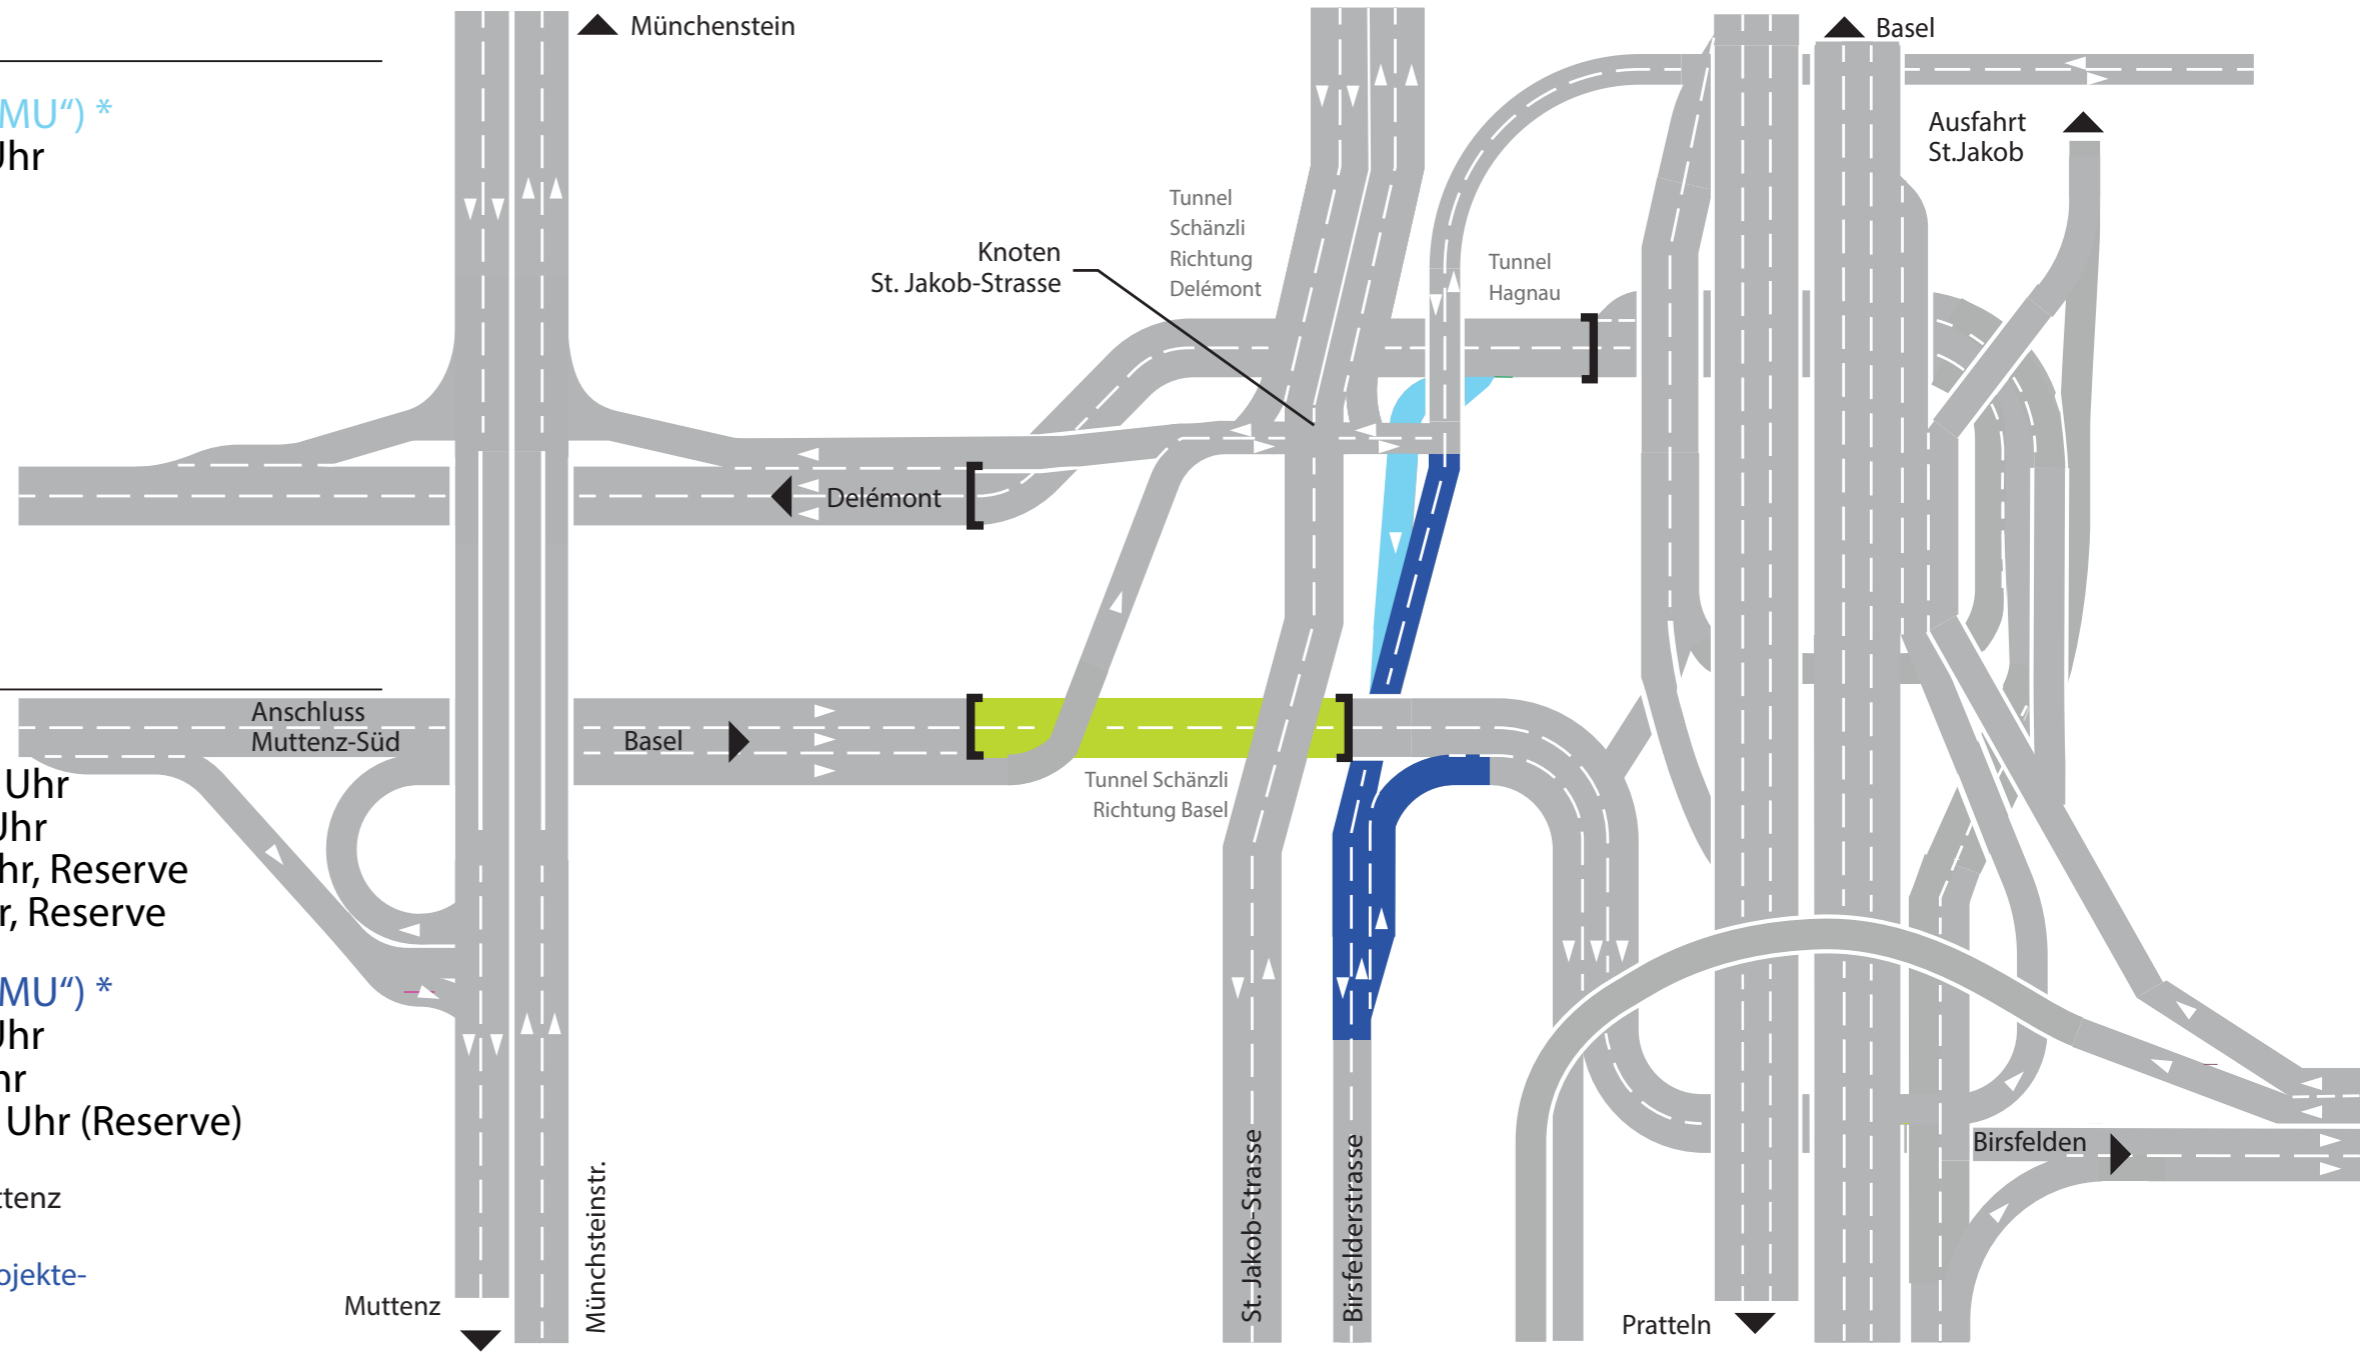 MU“) *
Uhr
Uhr
Uhr
hr, Reserve
r, Reserve
MU“) *
Uhr
hr
Uhr (Reserve)
ttenz
ojekte-
Münchenstein
Basel
Ausfahrt
St.Jakob
Tunnel
Schänzli
Richtung
Delémont
Knoten
St. Jakob-Strasse
Tunnel
Hagnau
Delémont
Anschluss
Muttenz-Süd
Basel
Tunnel Schänzli
Richtung Basel
Birsfelden
Muttenz
Münchsteinstr.
St. Jakob-Strasse
Birsfelderstrasse
Pratteln